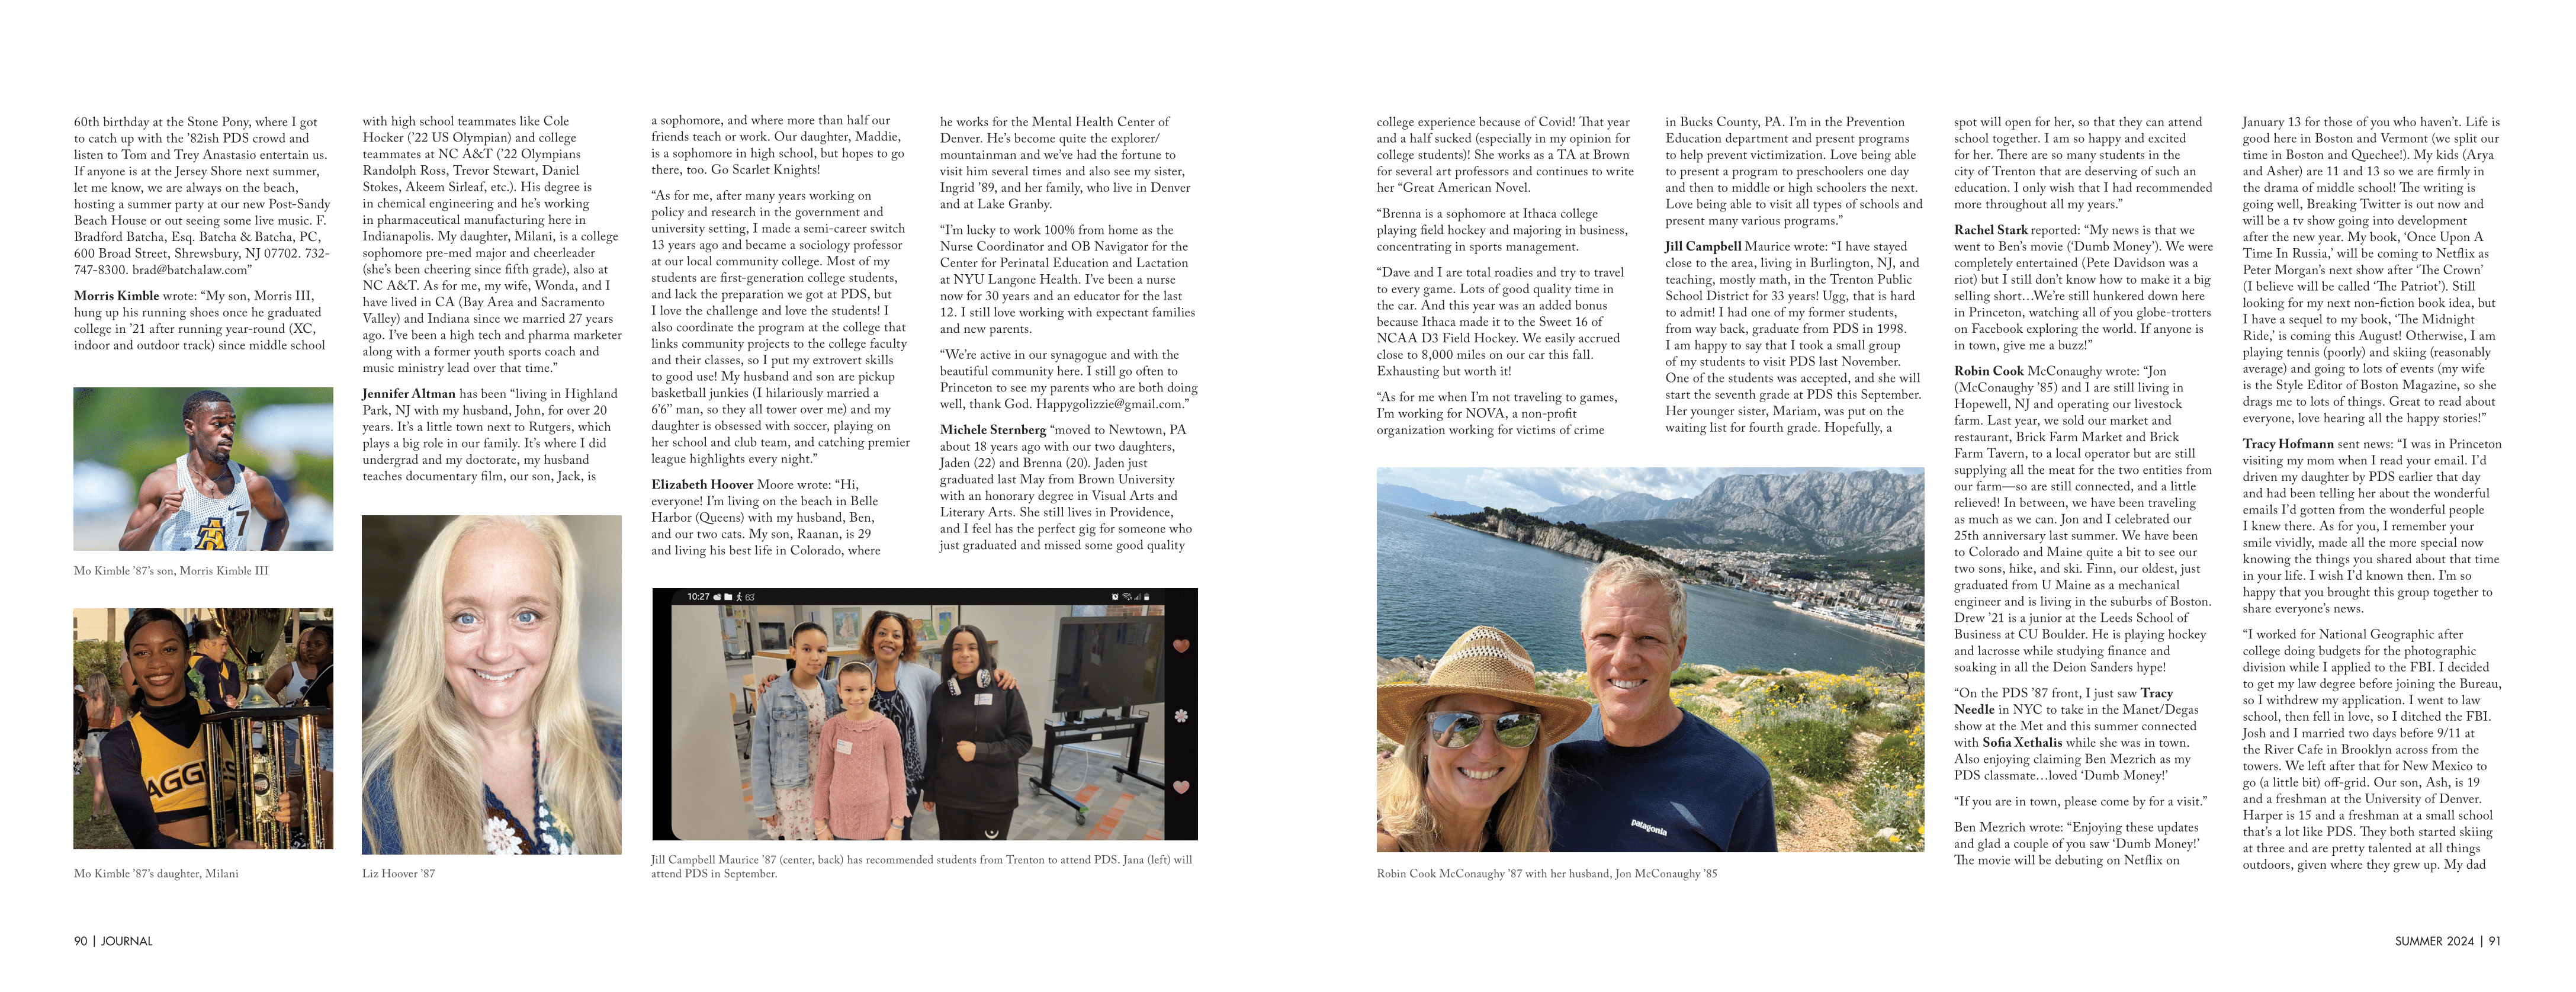 60th birthday at the Stone Pony, where I got
to catch up with the ’82ish PDS crowd and
listen to Tom and Trey Anastasio entertain us.
If anyone is at the Jersey Shore next summer,
let me know, we are always on the beach,
hosting a summer party at our new Post-Sandy
Beach House or out seeing some live music. F.
Bradford Batcha, Esq. Batcha & Batcha, PC,
600 Broad Street, Shrewsbury, NJ 07702. 732-
747-8300. brad@batchalaw.com”
Morris Kimble wrote: “My son, Morris III,
hung up his running shoes once he graduated
college in ’21 after running year-round (XC,
indoor and outdoor track) since middle school
7
Mo Kimble ’87’s son, Morris Kimble III
AGGIES
Mo Kimble ’87’s daughter, Milani
with high school teammates like Cole
Hocker (’22 US Olympian) and college
teammates at NC A&T (’22 Olympians
Randolph Ross, Trevor Stewart, Daniel
Stokes, Akeem Sirleaf, etc.). His degree is
in chemical engineering and he’s working
in pharmaceutical manufacturing here in
Indianapolis. My daughter, Milani, is a college
sophomore pre-med major and cheerleader
(she’s been cheering since fifth grade), also at
NC A&T. As for me, my wife, Wonda, and I
have lived in CA (Bay Area and Sacramento
Valley) and Indiana since we married 27 years
ago. I’ve been a high tech and pharma marketer
along with a former youth sports coach and
music ministry lead over that time.”
Jennifer Altman has been “living in Highland
Park, NJ with my husband, John, for over 20
years. It’s a little town next to Rutgers, which
plays a big role in our family. It’s where I did
undergrad and my doctorate, my husband
teaches documentary film, our son, Jack, is
Liz Hoover ’87
a sophomore, and where more than half our
friends teach or work. Our daughter, Maddie,
is a sophomore in high school, but hopes to go
there, too. Go Scarlet Knights!
“As for me, after many years working on
policy and research in the government and
university setting, I made a semi-career switch
13 years ago and became a sociology professor
at our local community college. Most of my
students are first-generation college students,
and lack the preparation we got at PDS, but
I love the challenge and love the students! I
also coordinate the program at the college that
links community projects to the college faculty
and their classes, so I put my extrovert skills
to good use! My husband and son are pickup
basketball junkies (I hilariously married a
6’6” man, so they all tower over me) and my
daughter is obsessed with soccer, playing on
her school and club team, and catching premier
league highlights every night.”
Elizabeth Hoover Moore wrote: “Hi,
everyone! I’m living on the beach in Belle
Harbor (Queens) with my husband, Ben,
and our two cats. My son, Raanan, is 29
and living his best life in Colorado, where
he works for the Mental Health Center of
Denver. He’s become quite the explorer/
mountainman and we’ve had the fortune to
visit him several times and also see my sister,
Ingrid ’89, and her family, who live in Denver
and at Lake Granby.
“I’m lucky to work 100% from home as the
Nurse Coordinator and OB Navigator for the
Center for Perinatal Education and Lactation
at NYU Langone Health. I’ve been a nurse
now for 30 years and an educator for the last
12. I still love working with expectant families
and new parents.
“We’re active in our synagogue and with the
beautiful community here. I still go often to
Princeton to see my parents who are both doing
well, thank God. Happygolizzie@gmail.com.”
Michele Sternberg “moved to Newtown, PA
about 18 years ago with our two daughters,
Jaden (22) and Brenna (20). Jaden just
graduated last May from Brown University
with an honorary degree in Visual Arts and
Literary Arts. She still lives in Providence,
and I feel has the perfect gig for someone who
just graduated and missed some good quality
10:27
63°
Jill Campbell Maurice ’87 (center, back) has recommended students from Trenton to attend PDS. Jana (left) will
attend PDS in September.
90 | JOURNAL
college experience because of Covid! That year
and a half sucked (especially in my opinion for
college students)! She works as a TA at Brown
for several art professors and continues to write
her “Great American Novel.
“Brenna is a sophomore at Ithaca college
playing field hockey and majoring in business,
concentrating in sports management.
“Dave and I are total roadies and try to travel
to every game. Lots of good quality time in
the car. And this year was an added bonus
because Ithaca made it to the Sweet 16 of
NCAA D3 Field Hockey. We easily accrued
close to 8,000 miles on our car this fall.
Exhausting but worth it!
“As for me when I’m not traveling to games,
I’m working for NOVA, a non-profit
organization working for victims of crime
in Bucks County, PA. I’m in the Prevention
Education department and present programs
to help prevent victimization. Love being able
to present a program to preschoolers one day
and then to middle or high schoolers the next.
Love being able to visit all types of schools and
present many various programs.”
Jill Campbell Maurice wrote: “I have stayed
close to the area, living in Burlington, NJ, and
teaching, mostly math, in the Trenton Public
School District for 33 years! Ugg, that is hard
to admit! I had one of my former students,
from way back, graduate from PDS in 1998.
I am happy to say that I took a small group
of my students to visit PDS last November.
One of the students was accepted, and she will
start the seventh grade at PDS this September.
Her younger sister, Mariam, was put on the
waiting list for fourth grade. Hopefully, a
patagonia
Robin Cook McConaughy ’87 with her husband, Jon McConaughy ’85
spot will open for her, so that they can attend
school together. I am so happy and excited
for her. There are so many students in the
city of Trenton that are deserving of such an
education. I only wish that I had recommended
more throughout all my years.”
Rachel Stark reported: “My news is that we
went to Ben’s movie (‘Dumb Money’). We were
completely entertained (Pete Davidson was a
riot) but I still don’t know how to make it a big
selling short…We’re still hunkered down here
in Princeton, watching all of you globe-trotters
on Facebook exploring the world. If anyone is
in town, give me a buzz!”
Robin Cook McConaughy wrote: “Jon
(McConaughy ’85) and I are still living in
Hopewell, NJ and operating our livestock
farm. Last year, we sold our market and
restaurant, Brick Farm Market and Brick
Farm Tavern, to a local operator but are still
supplying all the meat for the two entities from
our farm—so are still connected, and a little
relieved! In between, we have been traveling
as much as we can. Jon and I celebrated our
25th anniversary last summer. We have been
to Colorado and Maine quite a bit to see our
two sons, hike, and ski. Finn, our oldest, just
graduated from U Maine as a mechanical
engineer and is living in the suburbs of Boston.
Drew ’21 is a junior at the Leeds School of
Business at CU Boulder. He is playing hockey
and lacrosse while studying finance and
soaking in all the Deion Sanders hype!
“On the PDS ’87 front, I just saw Tracy
Needle in NYC to take in the Manet/Degas
show at the Met and this summer connected
with Sofia Xethalis while she was in town.
Also enjoying claiming Ben Mezrich as my
PDS classmate…loved ‘Dumb Money!’
“If you are in town, please come by for a visit.”
Ben Mezrich wrote: “Enjoying these updates
and glad a couple of you saw ‘Dumb Money!’
The movie will be debuting on Netflix on
January 13 for those of you who haven’t. Life is
good here in Boston and Vermont (we split our
time in Boston and Quechee!). My kids (Arya
and Asher) are 11 and 13 so we are firmly in
the drama of middle school! The writing is
going well, Breaking Twitter is out now and
will be a tv show going into development
after the new year. My book, ‘Once Upon A
Time In Russia,’ will be coming to Netflix as
Peter Morgan’s next show after ‘The Crown’
(I believe will be called ‘The Patriot’). Still
looking for my next non-fiction book idea, but
I have a sequel to my book, ‘The Midnight
Ride,’ is coming this August! Otherwise, I am
playing tennis (poorly) and skiing (reasonably
average) and going to lots of events (my wife
is the Style Editor of Boston Magazine, so she
drags me to lots of things. Great to read about
everyone, love hearing all the happy stories!”
Tracy Hofmann sent news: “I was in Princeton
visiting my mom when I read your email. I’d
driven my daughter by PDS earlier that day
and had been telling her about the wonderful
emails I’d gotten from the wonderful people
I knew there. As for you, I remember your
smile vividly, made all the more special now
knowing the things you shared about that time
in your life. I wish I’d known then. I’m so
happy that you brought this group together to
share everyone’s news.
“I worked for National Geographic after
college doing budgets for the photographic
division while I applied to the FBI. I decided
to get my law degree before joining the Bureau,
so I withdrew my application. I went to law
school, then fell in love, so I ditched the FBI.
Josh and I married two days before 9/11 at
the River Cafe in Brooklyn across from the
towers. We left after that for New Mexico to
go (a little bit) off-grid. Our son, Ash, is 19
and a freshman at the University of Denver.
Harper is 15 and a freshman at a small school
that’s a lot like PDS. They both started skiing
at three and are pretty talented at all things
outdoors, given where they grew up. My dad
SUMMER 2024 | 91